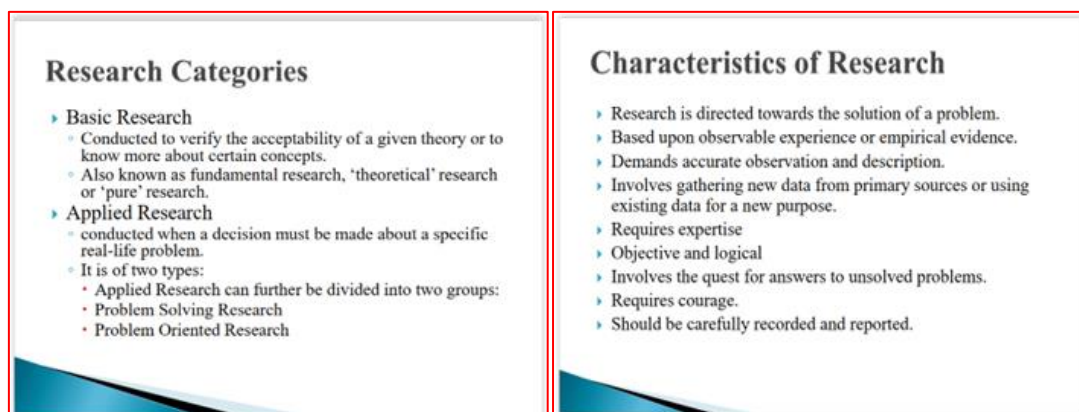 Research Categories
Basic Research
Conducted to verify the acceptability of a given theory or to
know more about certain concepts.
Also known as fundamental research, ‘theoretical’ research
or ‘pure’ research.
Applied Research
conducted when a decision must be made about a specific
real-life problem.
It is of two types:
Applied Research can further be divided into two groups:
Problem Solving Research
Problem Oriented Research
Characteristics of Research
Research is directed towards the solution of a problem.
Based upon observable experience or empirical evidence.
Demands accurate observation and description.
Involves gathering new data from primary sources or using
existing data for a new purpose.
Requires expertise
Objective and logical
Involves the quest for answers to unsolved problems.
Requires courage.
Should be carefully recorded and reported.